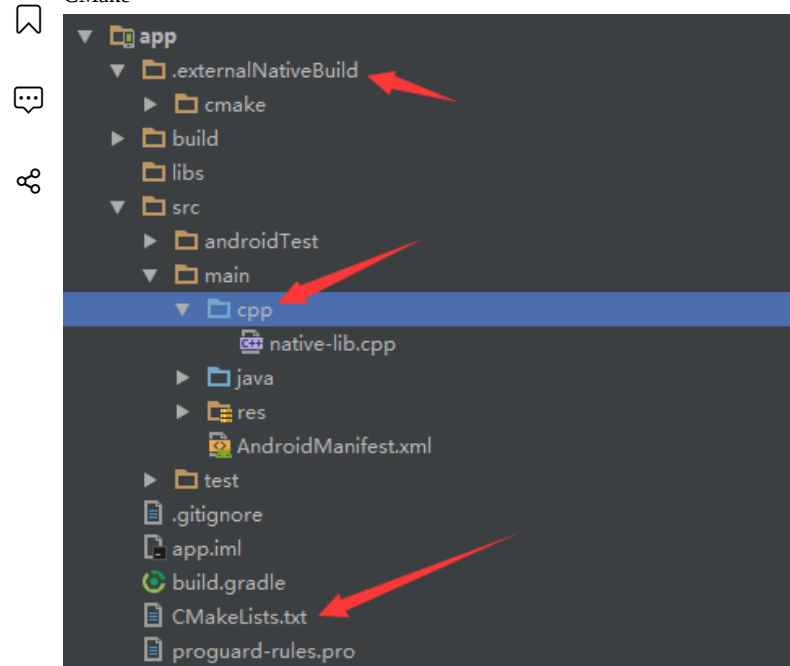 CMake
app
.externalNativeBuild
cmake
build
libs
src
androidTest
main
cpp
native-lib.cpp
java
res
AndroidManifest.xml
test
.gitignore
app.iml
build.gradle
CMakeLists.txt
proguard-rules.pro